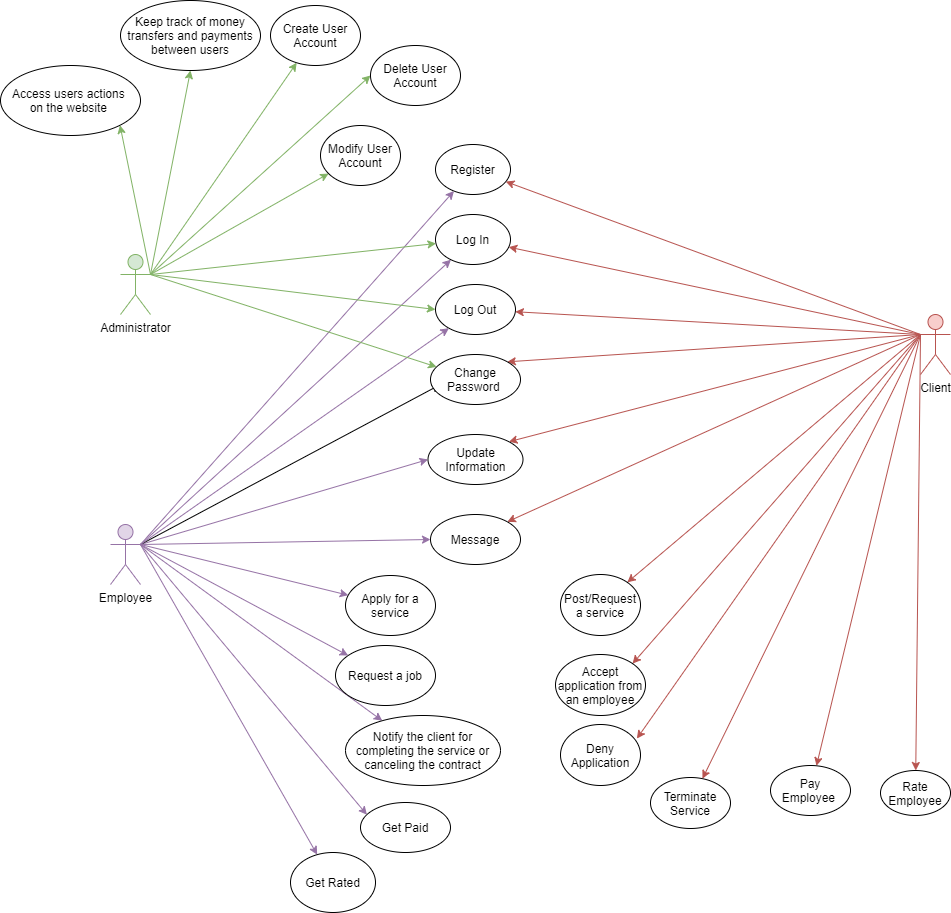 Keep track of money
transfers and payments
between users
Create User
Account
Delete User
Account
Access users actions
on the website
Modify User
Account
Register
Log In
Log Out
Administrator
Client
Change
Password
Update
Information
Message
Employee
Apply for a
service
Post/Request
a service
Request a job
Accept
application from
an employee
Notify the client for
completing the service or
canceling the contract
Deny
Application
Terminate
Service
Pay
Employee
Rate
Employee
Get Paid
Get Rated